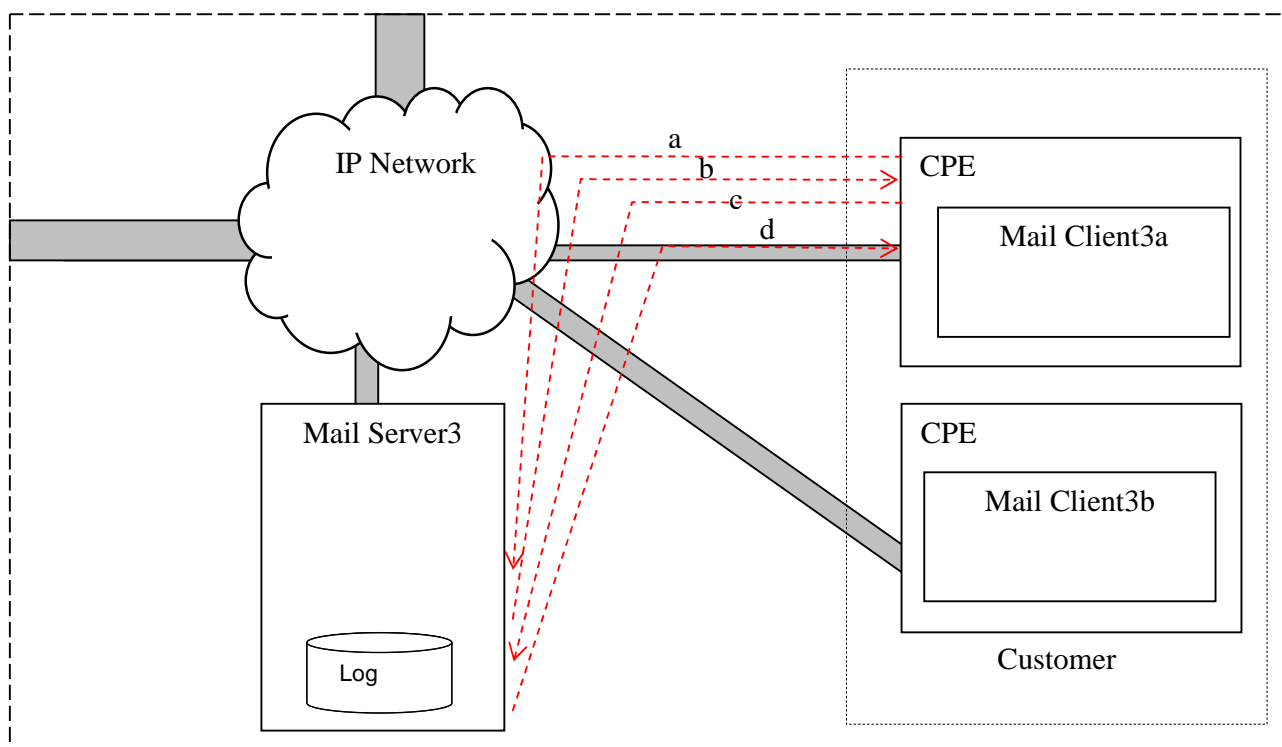 IP Network
a
b
c
d
CPE
Mail Client3a
Mail Server3
Log
CPE
Mail Client3b
Customer